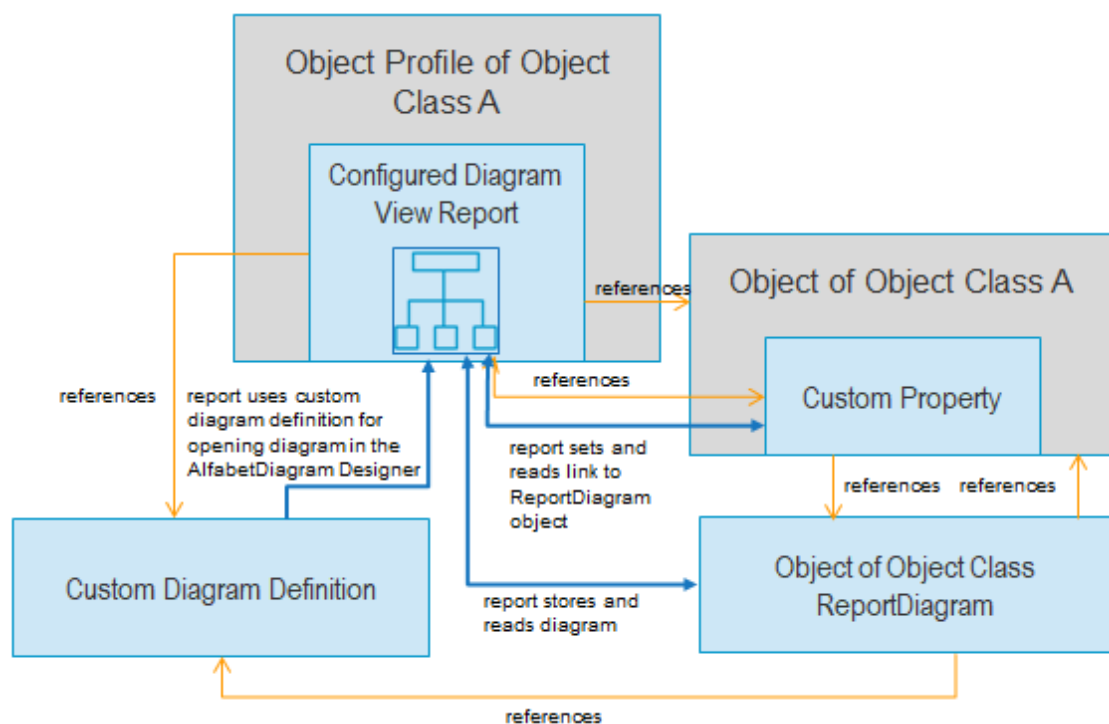 Object Profile of Object
Class A
Configured Diagram
View Report
references
Object of Object Class A
references
report uses custom
diagram definition for
opening diagram in the
AlfabetDiagram Designer
references
Custom Property
report sets and
reads link to
ReportDiagram
object
references
references
Custom Diagram Definition
report stores and
reads diagram
Object of Object Class
ReportDiagram
references